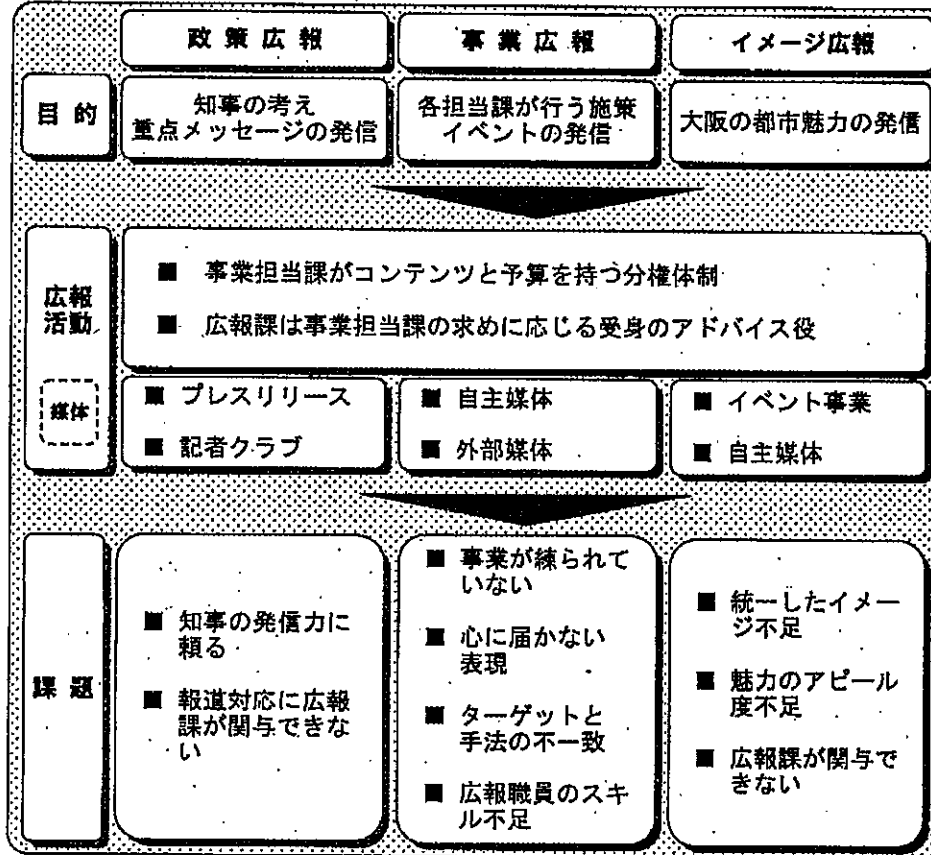 政策広報
事業広報
イメージ広報
目的
知事の考え
重点メッセージの発信
各担当課が行う施策
イベントの発信
大阪の都市魅力の発信
広報
活動
媒体
■ 事業担当課がコンテンツと予算を持つ分権体制
■ 広報課は事業担当課の求めに応じる受身のアドバイス役
■ プレスリリース
■ 記者クラブ
■ 自主媒体
■ 外部媒体
■ イベント事業
■ 自主媒体
課題
■ 知事の発信力に
頼る
■ 報道対応に広報
課が関与できな
い
■ 事業が練られて
いない
■ 心に届かない
表現
■ ターゲットと
手法の不一致
■ 広報職員のスキ
ル不足
■ 統一したイメー
ジ不足
■ 魅力のアピール
度不足
■ 広報課が関与で
きない